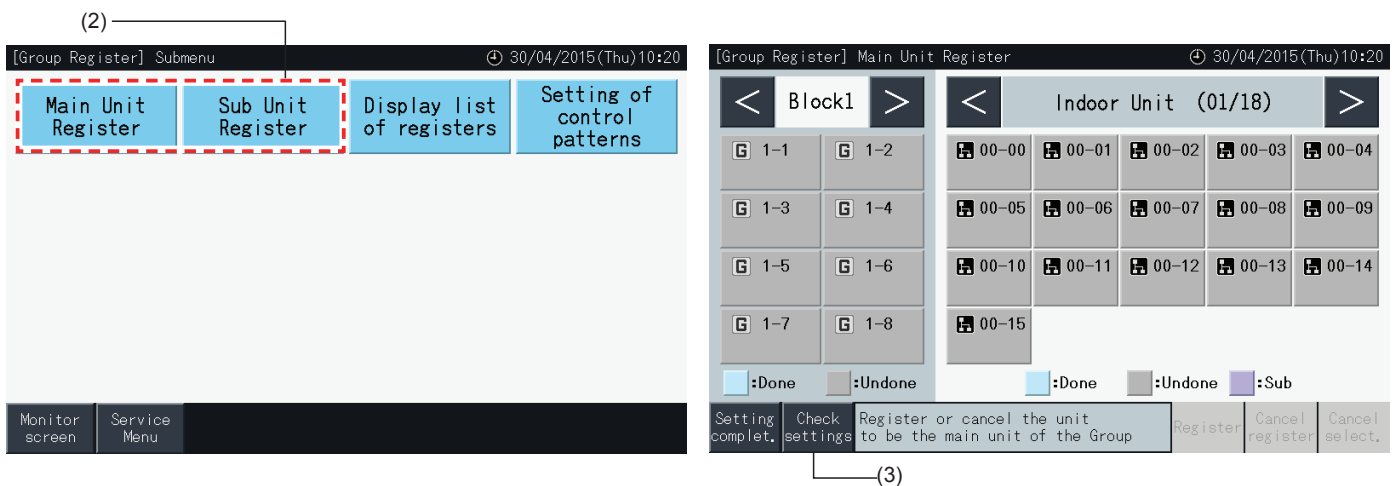 (2)
[Group Register] Submenu
30/04/2015(Thu)10:20
Main Unit
Register
Sub Unit
Register
Display list
of registers
Setting of
control
patterns
Monitor
screen
Service
Menu
[Group Register] Main Unit Register
30/04/2015(Thu)10:20
< Block1 >
< Indoor Unit (01/18) >
G 1-1 G 1-2
G 1-3 G 1-4
G 1-5 G 1-6
G 1-7 G 1-8
:Done :Undone
00-00 00-01 00-02 00-03 00-04
00-05 00-06 00-07 00-08 00-09
00-10 00-11 00-12 00-13 00-14
00-15
:Done :Undone :Sub
Setting
complet.
Check
settings
Register or cancel the unit
to be the main unit of the Group
Register
Cancel
register
Cancel
select.
(3)